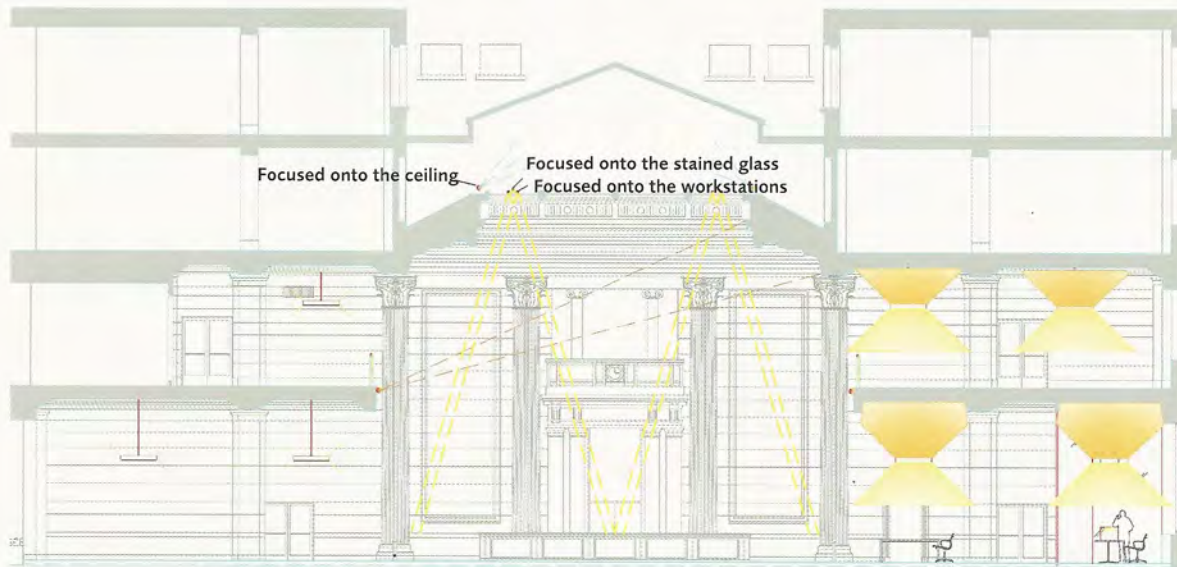 Focused onto the stained glass
Focused onto the ceiling
Focused onto the workstations